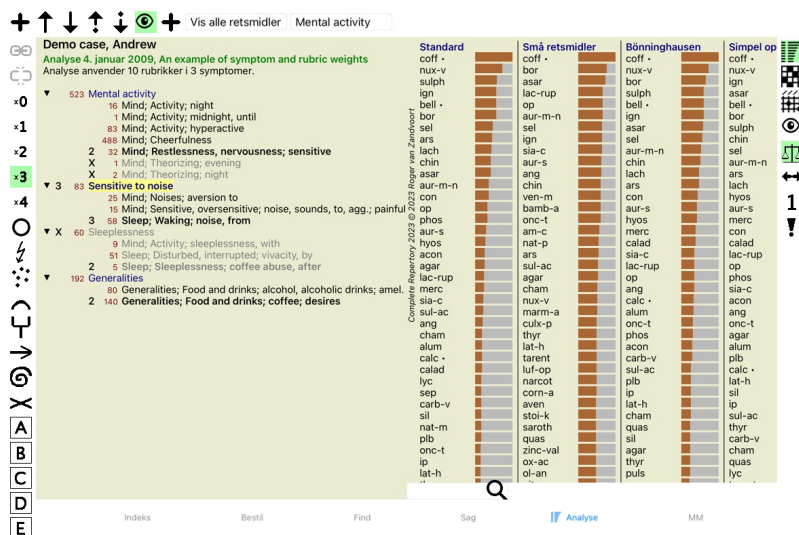 Vis alle retsmidler
Mental activity
x0
x1
x2
x3
x4
A
B
C
D
E
Demo case, Andrew
Analyse 4. januar 2009, An example of symptom and rubric weights
Analyse anvender 10 rubrikker i 3 symptomer.
▼ 523 Mental activity
16 Mind; Activity; night
1 Mind; Activity; midnight, until
83 Mind; Activity; hyperactive
488 Mind; Cheerfulness
2 32 Mind; Restlessness, nervousness; sensitive
X 1 Mind; Theorizing; evening
X 2 Mind; Theorizing; night
▼ 3 83 Sensitive to noise
25 Mind; Noises; aversion to
15 Mind; Sensitive, oversensitive; noise, sounds, to, agg.; painful
3 58 Sleep; Waking; noise, from
▼ X 60 Sleeplessness
9 Mind; Activity; sleeplessness, with
51 Sleep; Disturbed, interrupted; vivacity, by
2 5 Sleep; Sleeplessness; coffee abuse, after
▼ 192 Generalities
80 Generalities; Food and drinks; alcohol, alcoholic drinks; amel.
2 140 Generalities; Food and drinks; coffee; desires
Complete Repertory 2023 © 2023 Roger van Zandvoort
Standard
coff •
nux-v
sulph
ign
bell •
bor
sel
ars
lach
chin
asar
aur-m-n
con
op
phos
aur-s
hyos
acon
agar
lac-rup
merc
sia-c
sul-ac
ang
cham
alum
calc •
calad
lyc
sep
carb-v
sil
nat-m
plb
onc-t
ip
lat-h
Små retsmidler
coff •
bor
asar
lac-rup
op
aur-m-n
sel
ign
sia-c
aur-s
ang
chin
ven-m
bamb-a
onc-t
am-c
nat-p
ars
sul-ac
agar
cham
nux-v
marm-a
culx-p
thyr
lat-h
tarent
luf-op
narcot
corn-a
aven
stoi-k
saroth
quas
zinc-val
ox-ac
ol-an
Bönninghausen
coff •
nux-v
bor
sulph
bell •
ign
asar
sel
aur-m-n
chin
lach
ars
con
aur-s
hyos
merc
calad
sia-c
lac-rup
op
ang
calc •
alum
onc-t
phos
acon
carb-v
sul-ac
plb
ip
lat-h
cham
quas
sil
agar
thyr
puls
Simpel op
coff •
nux-v
ign
asar
bell •
bor
sulph
chin
sel
aur-m-n
ars
lach
con
aur-s
merc
con
calad
lac-rup
op
phos
sia-c
acon
ang
onc-t
agar
alum
plb
calc •
lat-h
sil
ip
sul-ac
thyr
carb-v
cham
quas
lyc
1
Indeks
Bestil
Find
Sag
Analyse
MM